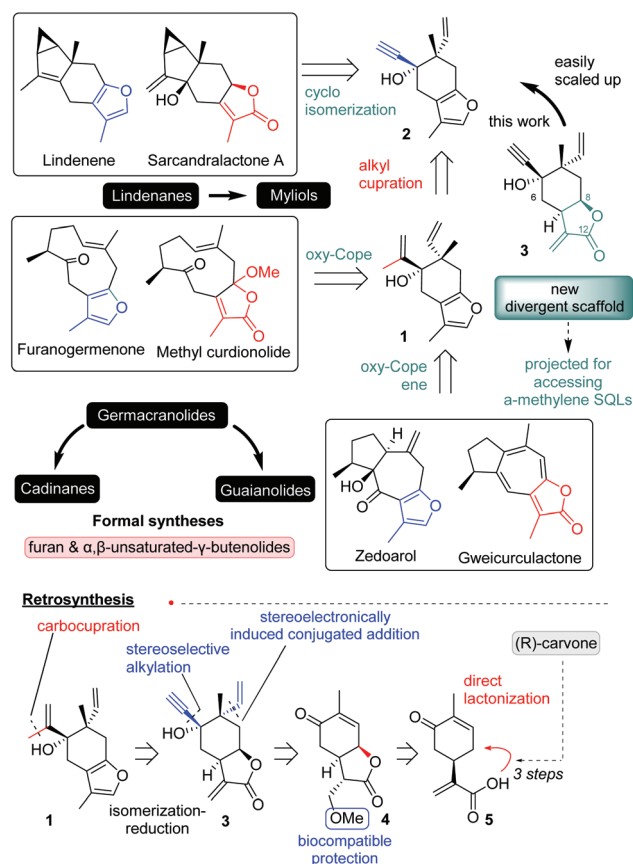 Lindenene
Sarcandralactone A
HO
O
O
O
cyclo
isomerization
HO
O
2
easily
scaled up
this work
HO
6
H
8
O
12
O
3
alkyl
cupration
Lindenanes
Myliols
O
O
Furanogermenone
O
OMe
O
O
Methyl curdionolide
oxy-Cope
HO
O
1
new
divergent scaffold
oxy-Cope
ene
projected for
accessing
a-methylene SQLs
Germacranolides
Cadinanes
Guaianolides
Formal syntheses
furan & α,β-unsaturated-γ-butenolides
H
HO
O
O
Zedoarol
O
O
Gweicurculactone
Retrosynthesis
carbocupration
stereoselective
alkylation
stereoelectronically
induced conjugated addition
(R)-carvone
direct
lactonization
3 steps
HO
O
1
isomerization-
reduction
HO
H
O
O
3
O
H
O
O
OMe
4
biocompatible
protection
O
OH
O
5